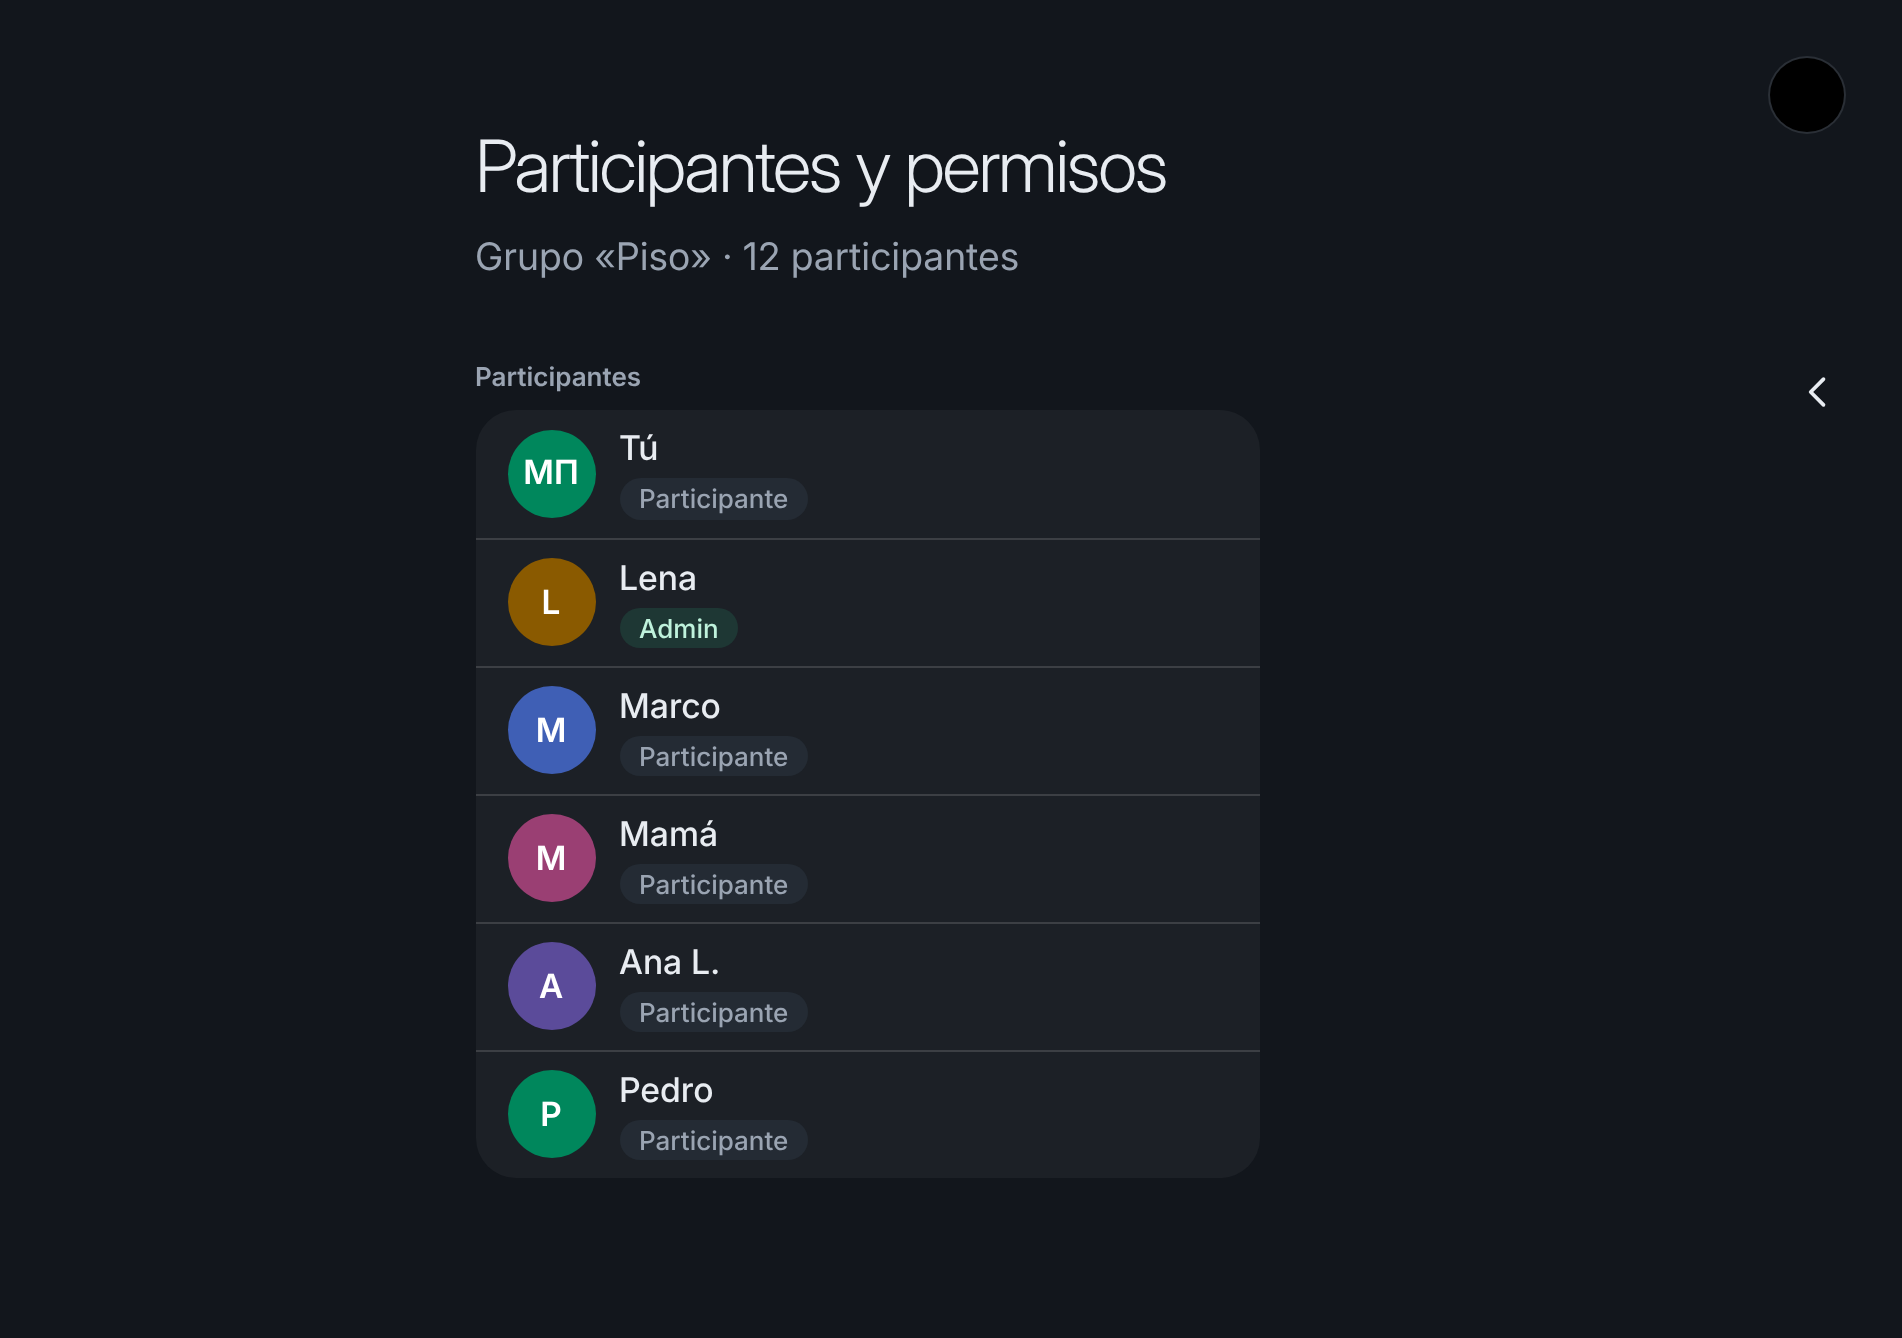 Participantes y permisos
Grupo «Piso» · 12 participantes
Participantes
МП
Tú
Participante
L
Lena
Admin
M
Marco
Participante
M
Mamá
Participante
A
Ana L.
Participante
P
Pedro
Participante